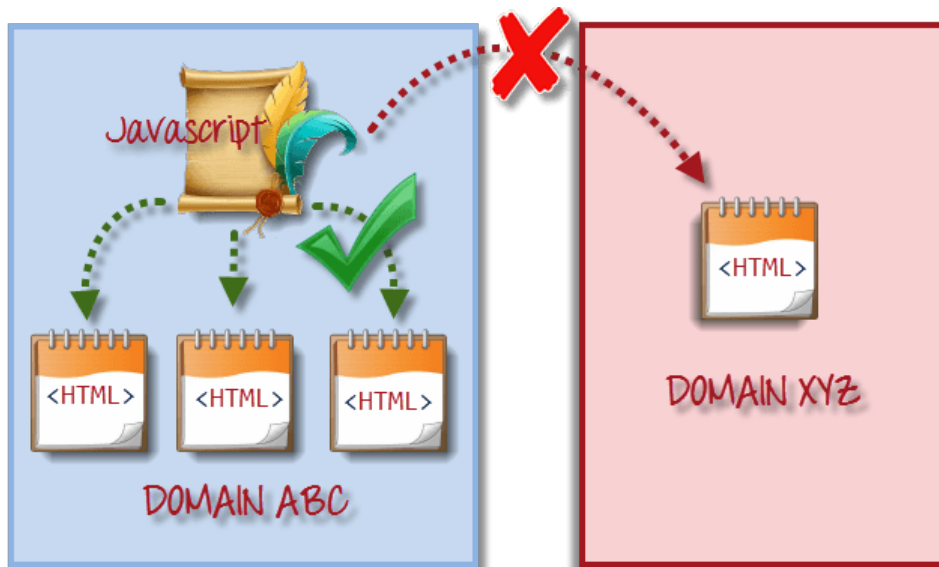 Javascript
<HTML>
<HTML>
<HTML>
<HTML>
DOMAIN XYZ
DOMAIN ABC